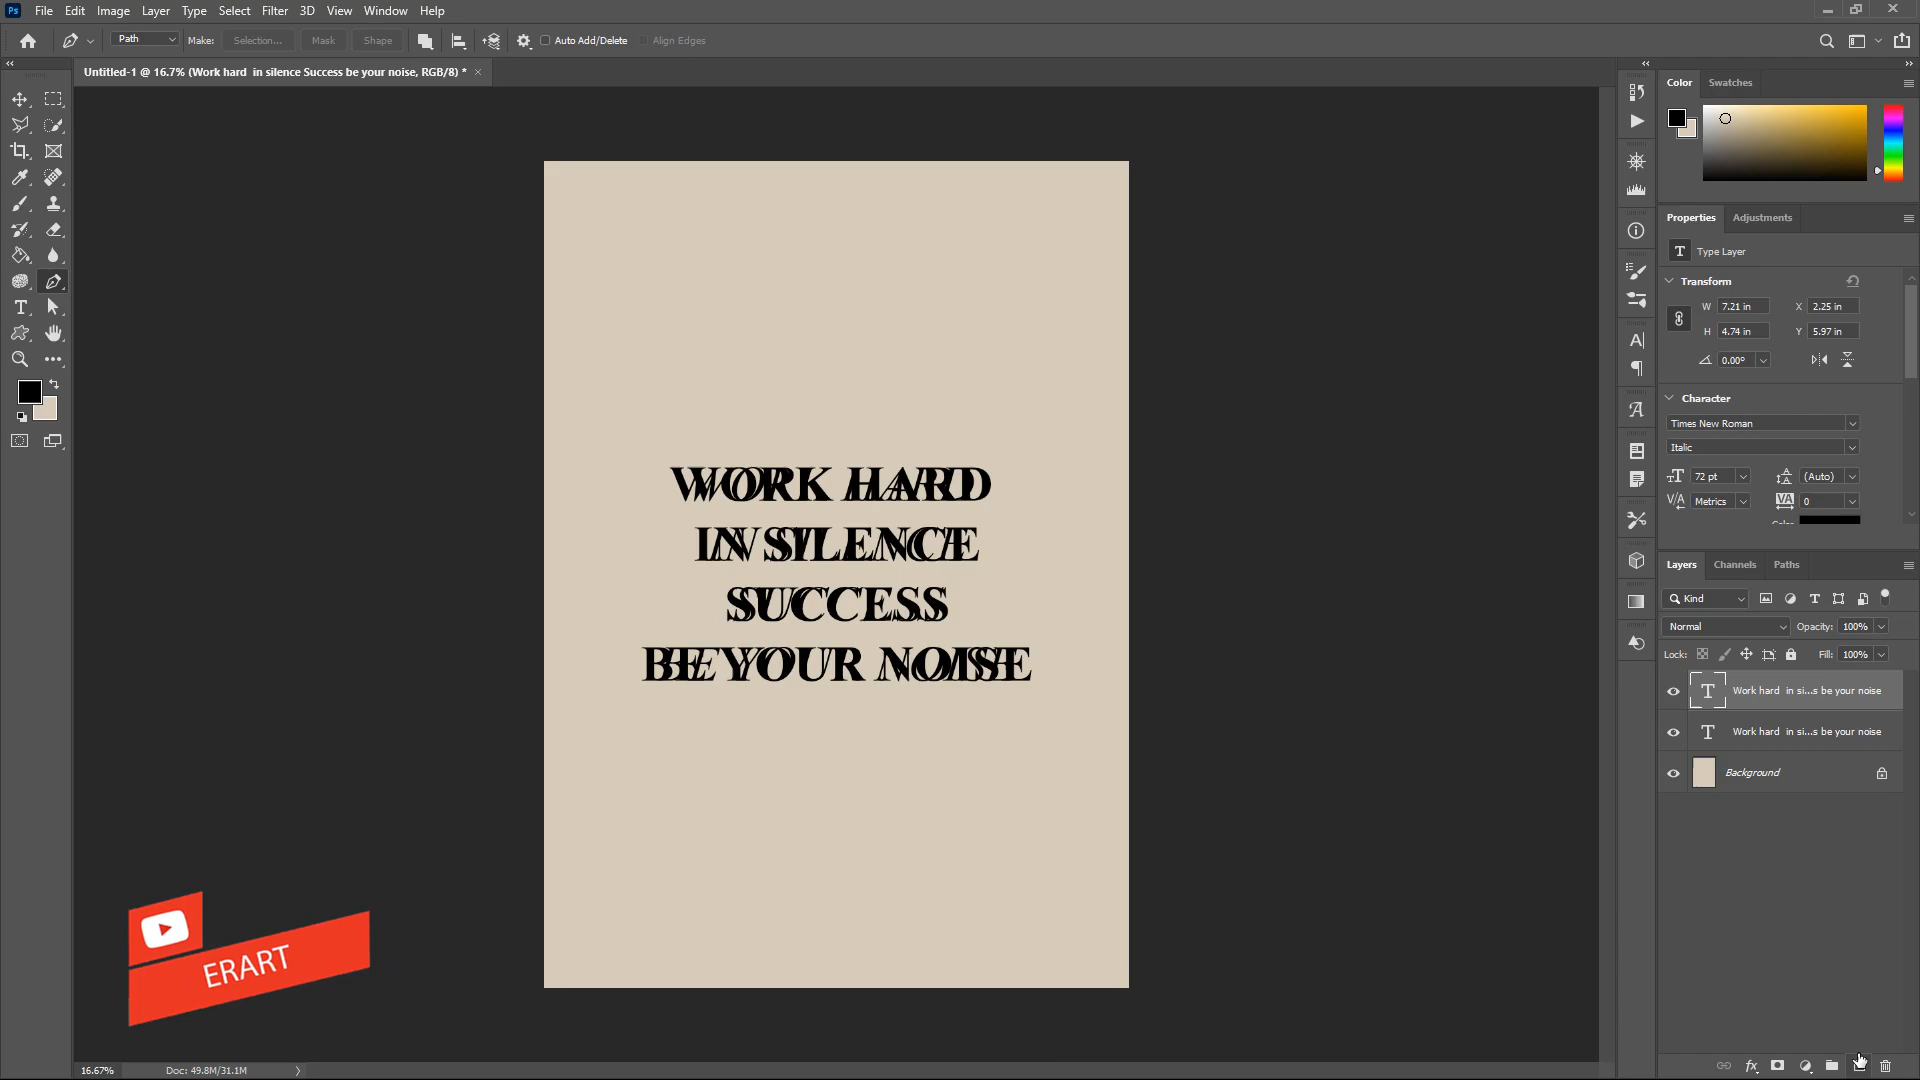 Ps File Edit Image Layer Type Select Filter 3D View Window Help
Path Make: Selection... Mask Shape Auto Add/Delete Align Edges
Untitled-1 @ 16.7% (Work hard in silence Success be your noise, RGB/8) * ×
Color Swatches
Properties Adjustments
T Type Layer
Transform
W 7.21 in X 2.25 in
H 4.74 in Y 5.97 in
0.00°
Character
Times New Roman
Italic
72 pt (Auto)
Metrics 0
Color:
WORK HARD
IN SILENCE
SUCCESS
BE YOUR NOISE
Layers Channels Paths
Kind
Normal Opacity: 100%
Lock: Fill: 100%
T Work hard in si...s be your noise
T Work hard in si...s be your noise
Background
ERART
16.67% Doc: 49.8M/31.1M